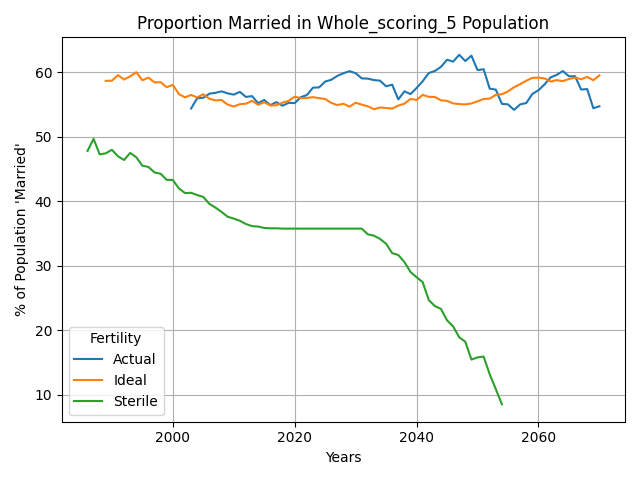 Proportion Married in Whole_scoring_5 Population
% of Population 'Married'
60
50
40
30
20
10
Fertility
Actual
Ideal
Sterile
2000
2020
2040
2060
Years